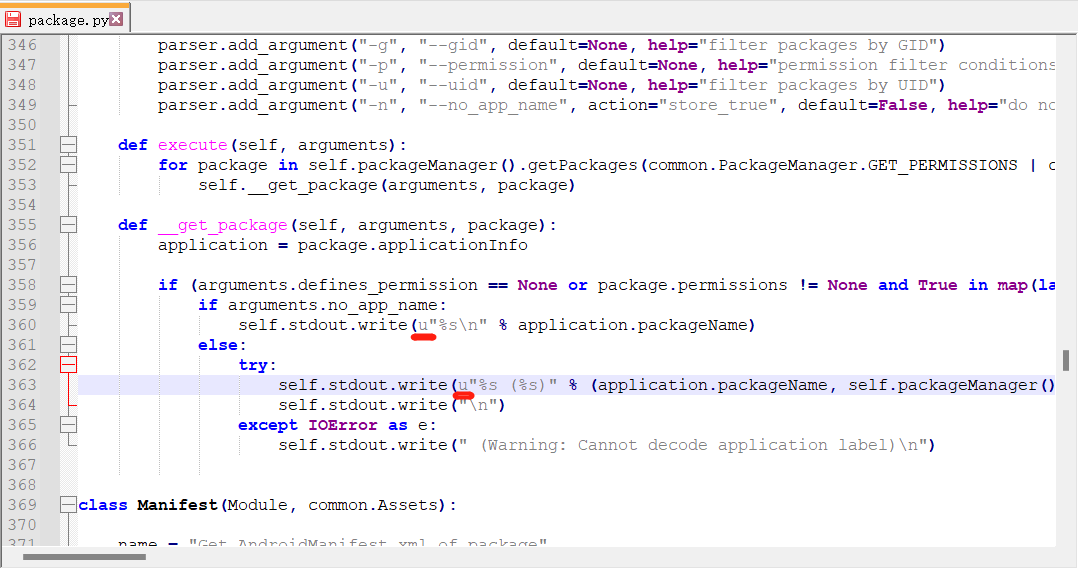 package.py
346 parser.add_argument("-g", "--gid", default=None, help="filter packages by GID")
347 parser.add_argument("-p", "--permission", default=None, help="permission filter conditions
348 parser.add_argument("-u", "--uid", default=None, help="filter packages by UID")
349 parser.add_argument("-n", "--no_app_name", action="store_true", default=False, help="do no
350
351 def execute(self, arguments):
352 for package in self.packageManager().getPackages(common.PackageManager.GET_PERMISSIONS | c
353 self.__get_package(arguments, package)
354
355 def __get_package(self, arguments, package):
356 application = package.applicationInfo
357
358 if (arguments.defines_permission == None or package.permissions != None and True in map(la
359 if arguments.no_app_name:
360 self.stdout.write(u"%s\n" % application.packageName)
361 else:
362 try:
363 self.stdout.write(u"%s (%s)" % (application.packageName, self.packageManager()
364 self.stdout.write("\n")
365 except IOError as e:
366 self.stdout.write(" (Warning: Cannot decode application label)\n")
367
368
369 class Manifest(Module, common.Assets):
370
371 name = "Get AndroidManifest.xml of package"